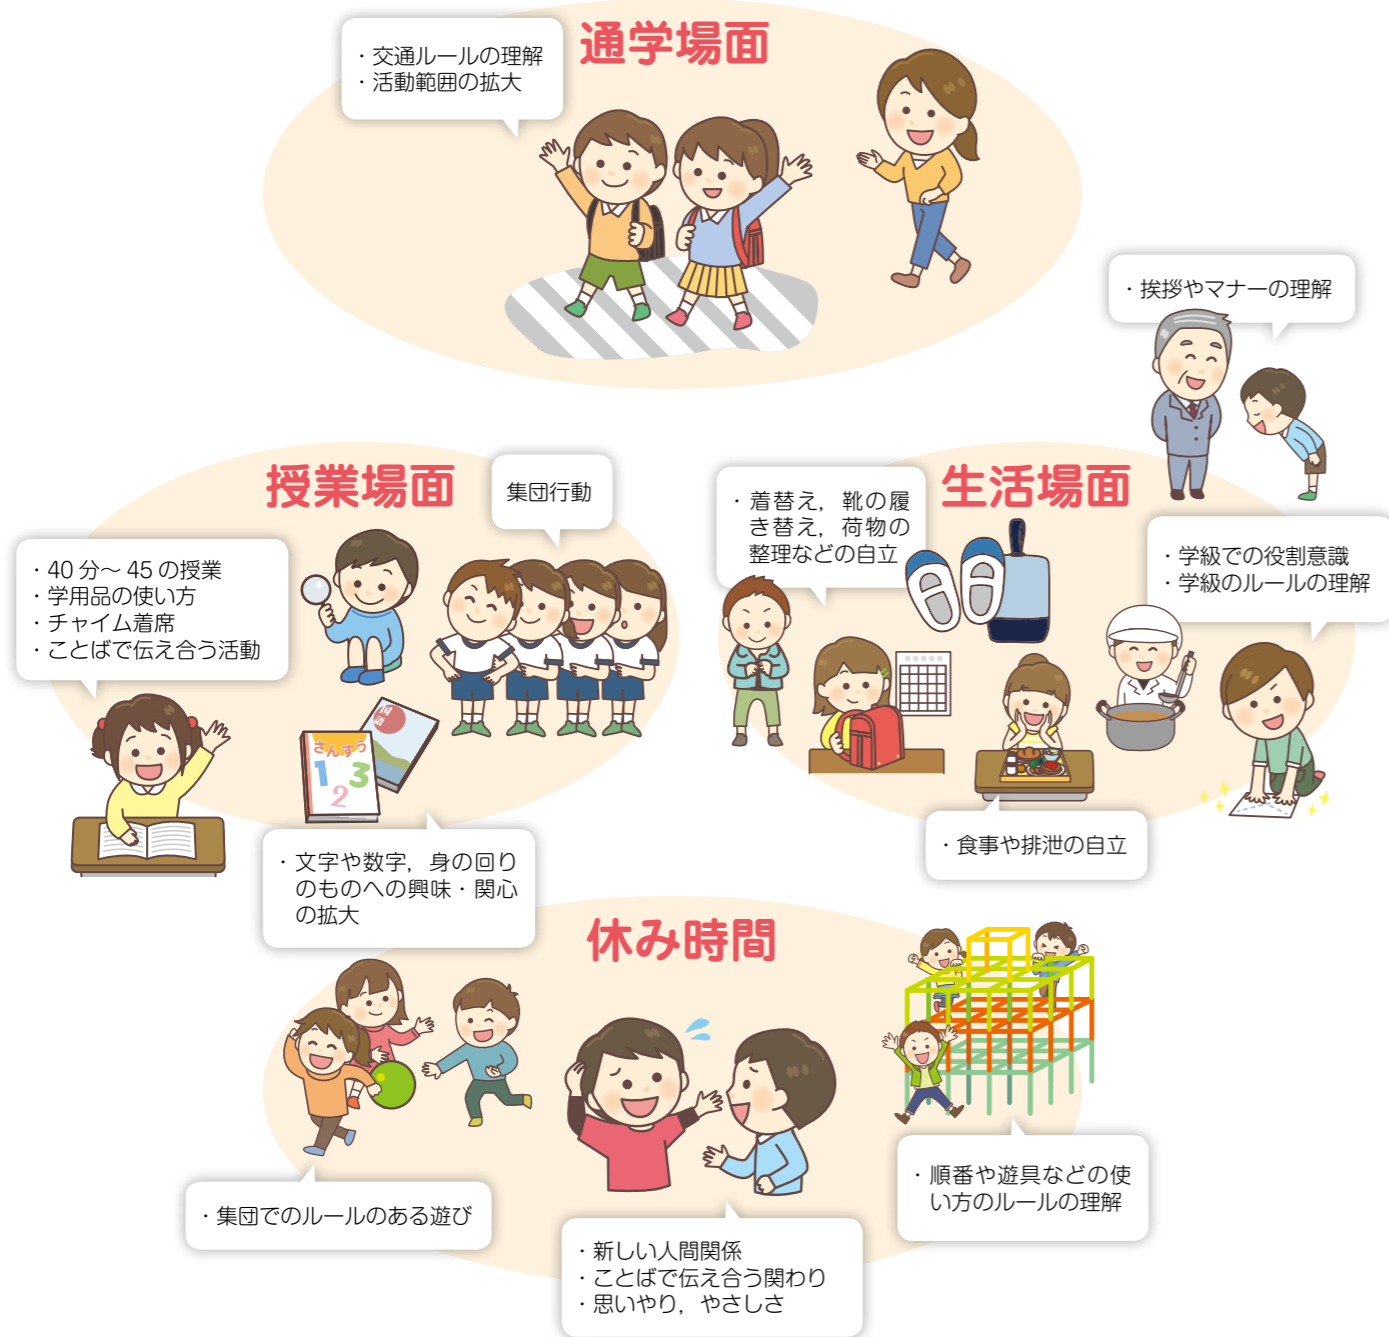 通学場面
・交通ルールの理解
・活動範囲の拡大
・挨拶やマナーの理解
授業場面
集団行動
・40 分〜 45 の授業
・学用品の使い方
・チャイム着席
・ことばで伝え合う活動
国語
さんすう
1
2
3
・文字や数字，身の回り
のものへの興味・関心
の拡大
生活場面
・着替え，靴の履
き替え，荷物の
整理などの自立
・学級での役割意識
・学級のルールの理解
・食事や排泄の自立
休み時間
・集団でのルールのある遊び
・新しい人間関係
・ことばで伝え合う関わり
・思いやり，やさしさ
・順番や遊具などの使
い方のルールの理解